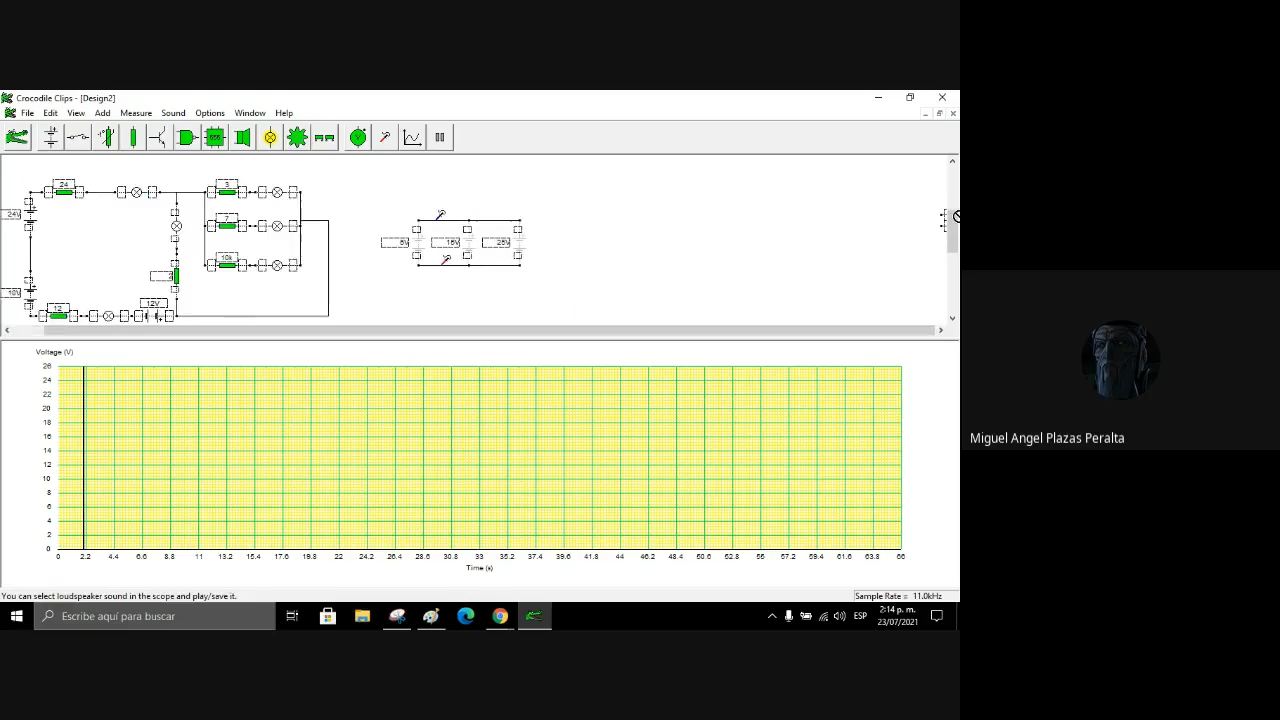 Crocodile Clips - [Design2]
File Edit View Add Measure Sound Options Window Help
555
24 3
24V
7
8V 16V 26V
10k
10V
12V
12
Voltage (V)
26
24
22
20
18
16
14
12
10
8
6
4
2
0
0 2.2 4.4 6.6 8.8 11 13.2 15.4 17.6 19.8 22 24.2 26.4 28.6 30.8 33 35.2 37.4 39.6 41.8 44 46.2 48.4 50.6 52.8 55 57.2 59.4 61.6 63.8 66
Time (s)
You can select loudspeaker sound in the scope and play/save it. Sample Rate = 11.0kHz
Escribe aquí para buscar
ESP
2:14 p. m.
23/07/2021
Miguel Angel Plazas Peralta